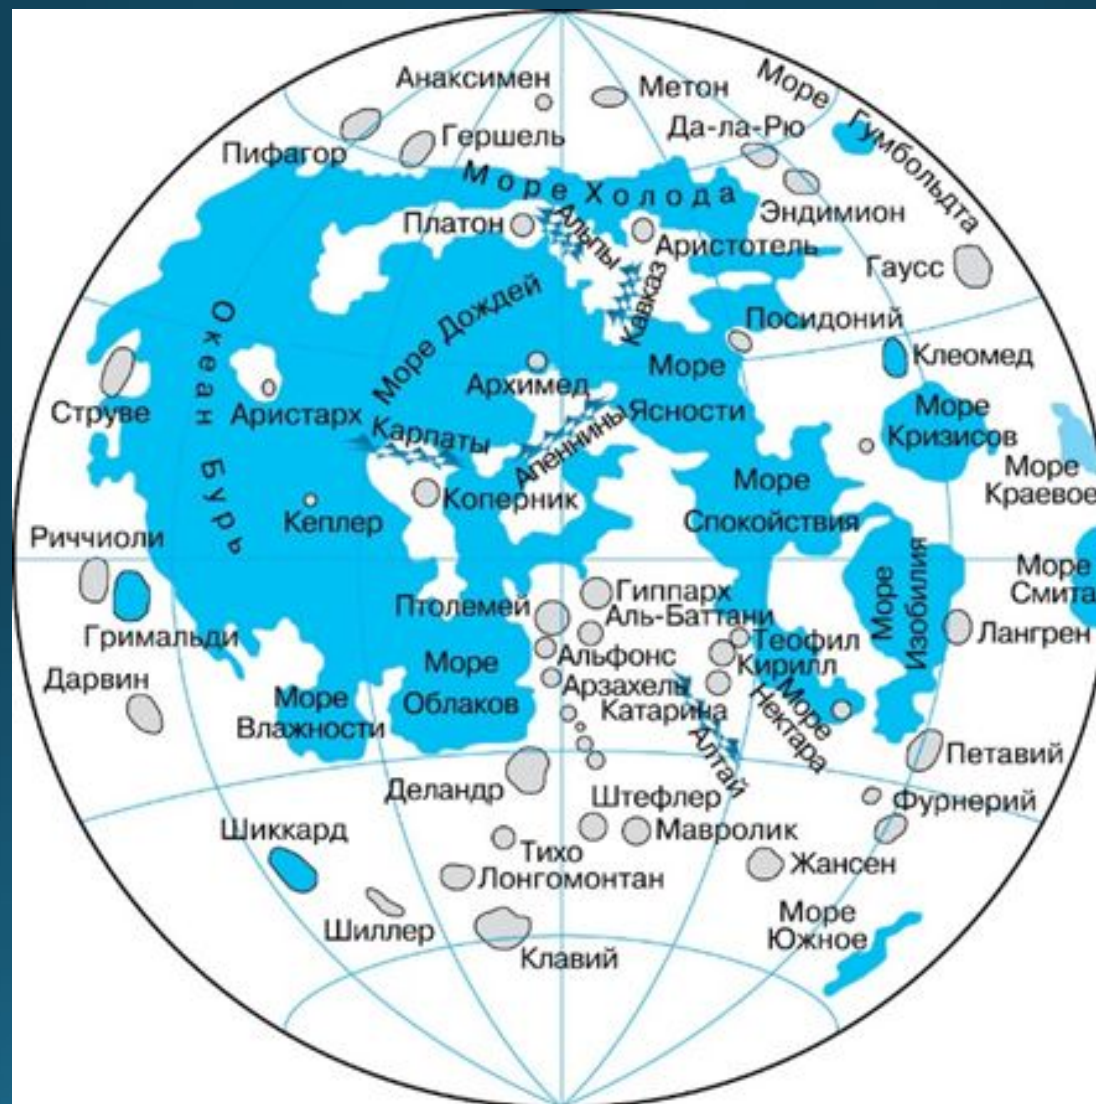 Анаксимен
Метон
Море
Гумбольдта
Да-ла-Рю
Гершель
Пифагор
Море Холода
Эндимион
Платон
Альпы
Аристотель
Гаусс
Кавказ
Океан Бурь
Море Дождей
Посидоний
Клеомед
Море
Ясности
Архимед
Струве
Аристарх
Карпаты
Апеннины
Море
Кризисов
Море
Краевое
Коперник
Кеплер
Море
Спокойствия
Риччиоли
Гримальди
Море
Изобилия
Море
Смита
Гиппарх
Птолемей
Аль-Баттани
Теофил
Лангрен
Альфонс
Кирилл
Дарвин
Море
Облаков
Арзахель
Катарина
Море
Нектара
Море
Влажности
Алтай
Петавий
Деландр
Штефлер
Фурнерий
Шиккард
Мавролик
Тихо
Жансен
Лонгомонтан
Шиллер
Море
Южное
Клавий